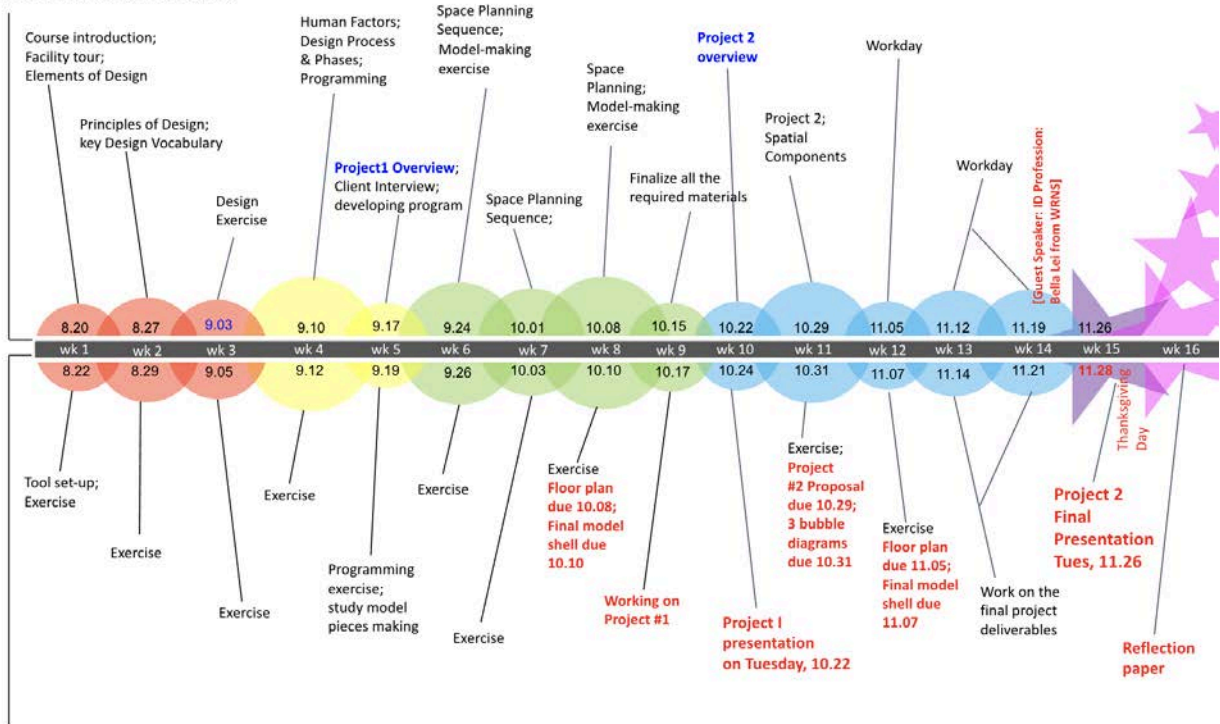 Course introduction;
Facility tour;
Elements of Design
Principles of Design;
key Design Vocabulary
Design
Exercise
Human Factors;
Design Process
& Phases;
Programming
Project1 Overview;
Client Interview;
developing program
Space Planning
Sequence;
Model-making
exercise
Space Planning
Sequence;
Space
Planning;
Model-making
exercise
Finalize all the
required materials
Project 2
overview
Project 2;
Spatial
Components
Workday
Workday
[Guest Speaker: ID Profession:
Bella Lei from WRNS]
8.20 8.27 9.03 9.10 9.17 9.24 10.01 10.08 10.15 10.22 10.29 11.05 11.12 11.19 11.26
wk 1 wk 2 wk 3 wk 4 wk 5 wk 6 wk 7 wk 8 wk 9 wk 10 wk 11 wk 12 wk 13 wk 14 wk 15 wk 16
8.22 8.29 9.05 9.12 9.19 9.26 10.03 10.10 10.17 10.24 10.31 11.07 11.14 11.21 11.28
Thanksgiving
Day
Tool set-up;
Exercise
Exercise
Exercise
Exercise
Programming
exercise;
study model
pieces making
Exercise
Exercise
Exercise
Floor plan
due 10.08;
Final model
shell due
10.10
Working on
Project #1
Project I
presentation
on Tuesday, 10.22
Exercise;
Project
#2 Proposal
due 10.29;
3 bubble
diagrams
due 10.31
Exercise
Floor plan
due 11.05;
Final model
shell due
11.07
Work on the
final project
deliverables
Project 2
Final
Presentation
Tues, 11.26
Reflection
paper